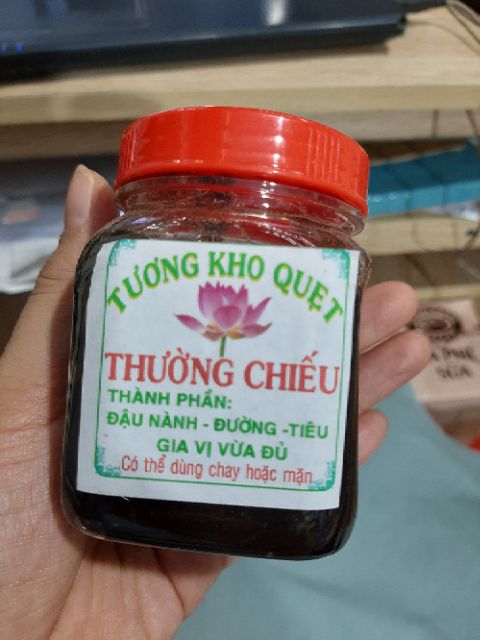 TƯƠNG KHO QUẸT
THƯỜNG CHIẾU
THÀNH PHẦN:
ĐẬU NÀNH - ĐƯỜNG -TIÊU
GIA VỊ VỪA ĐỦ
Có thể dùng chay hoặc mặn
SỮA